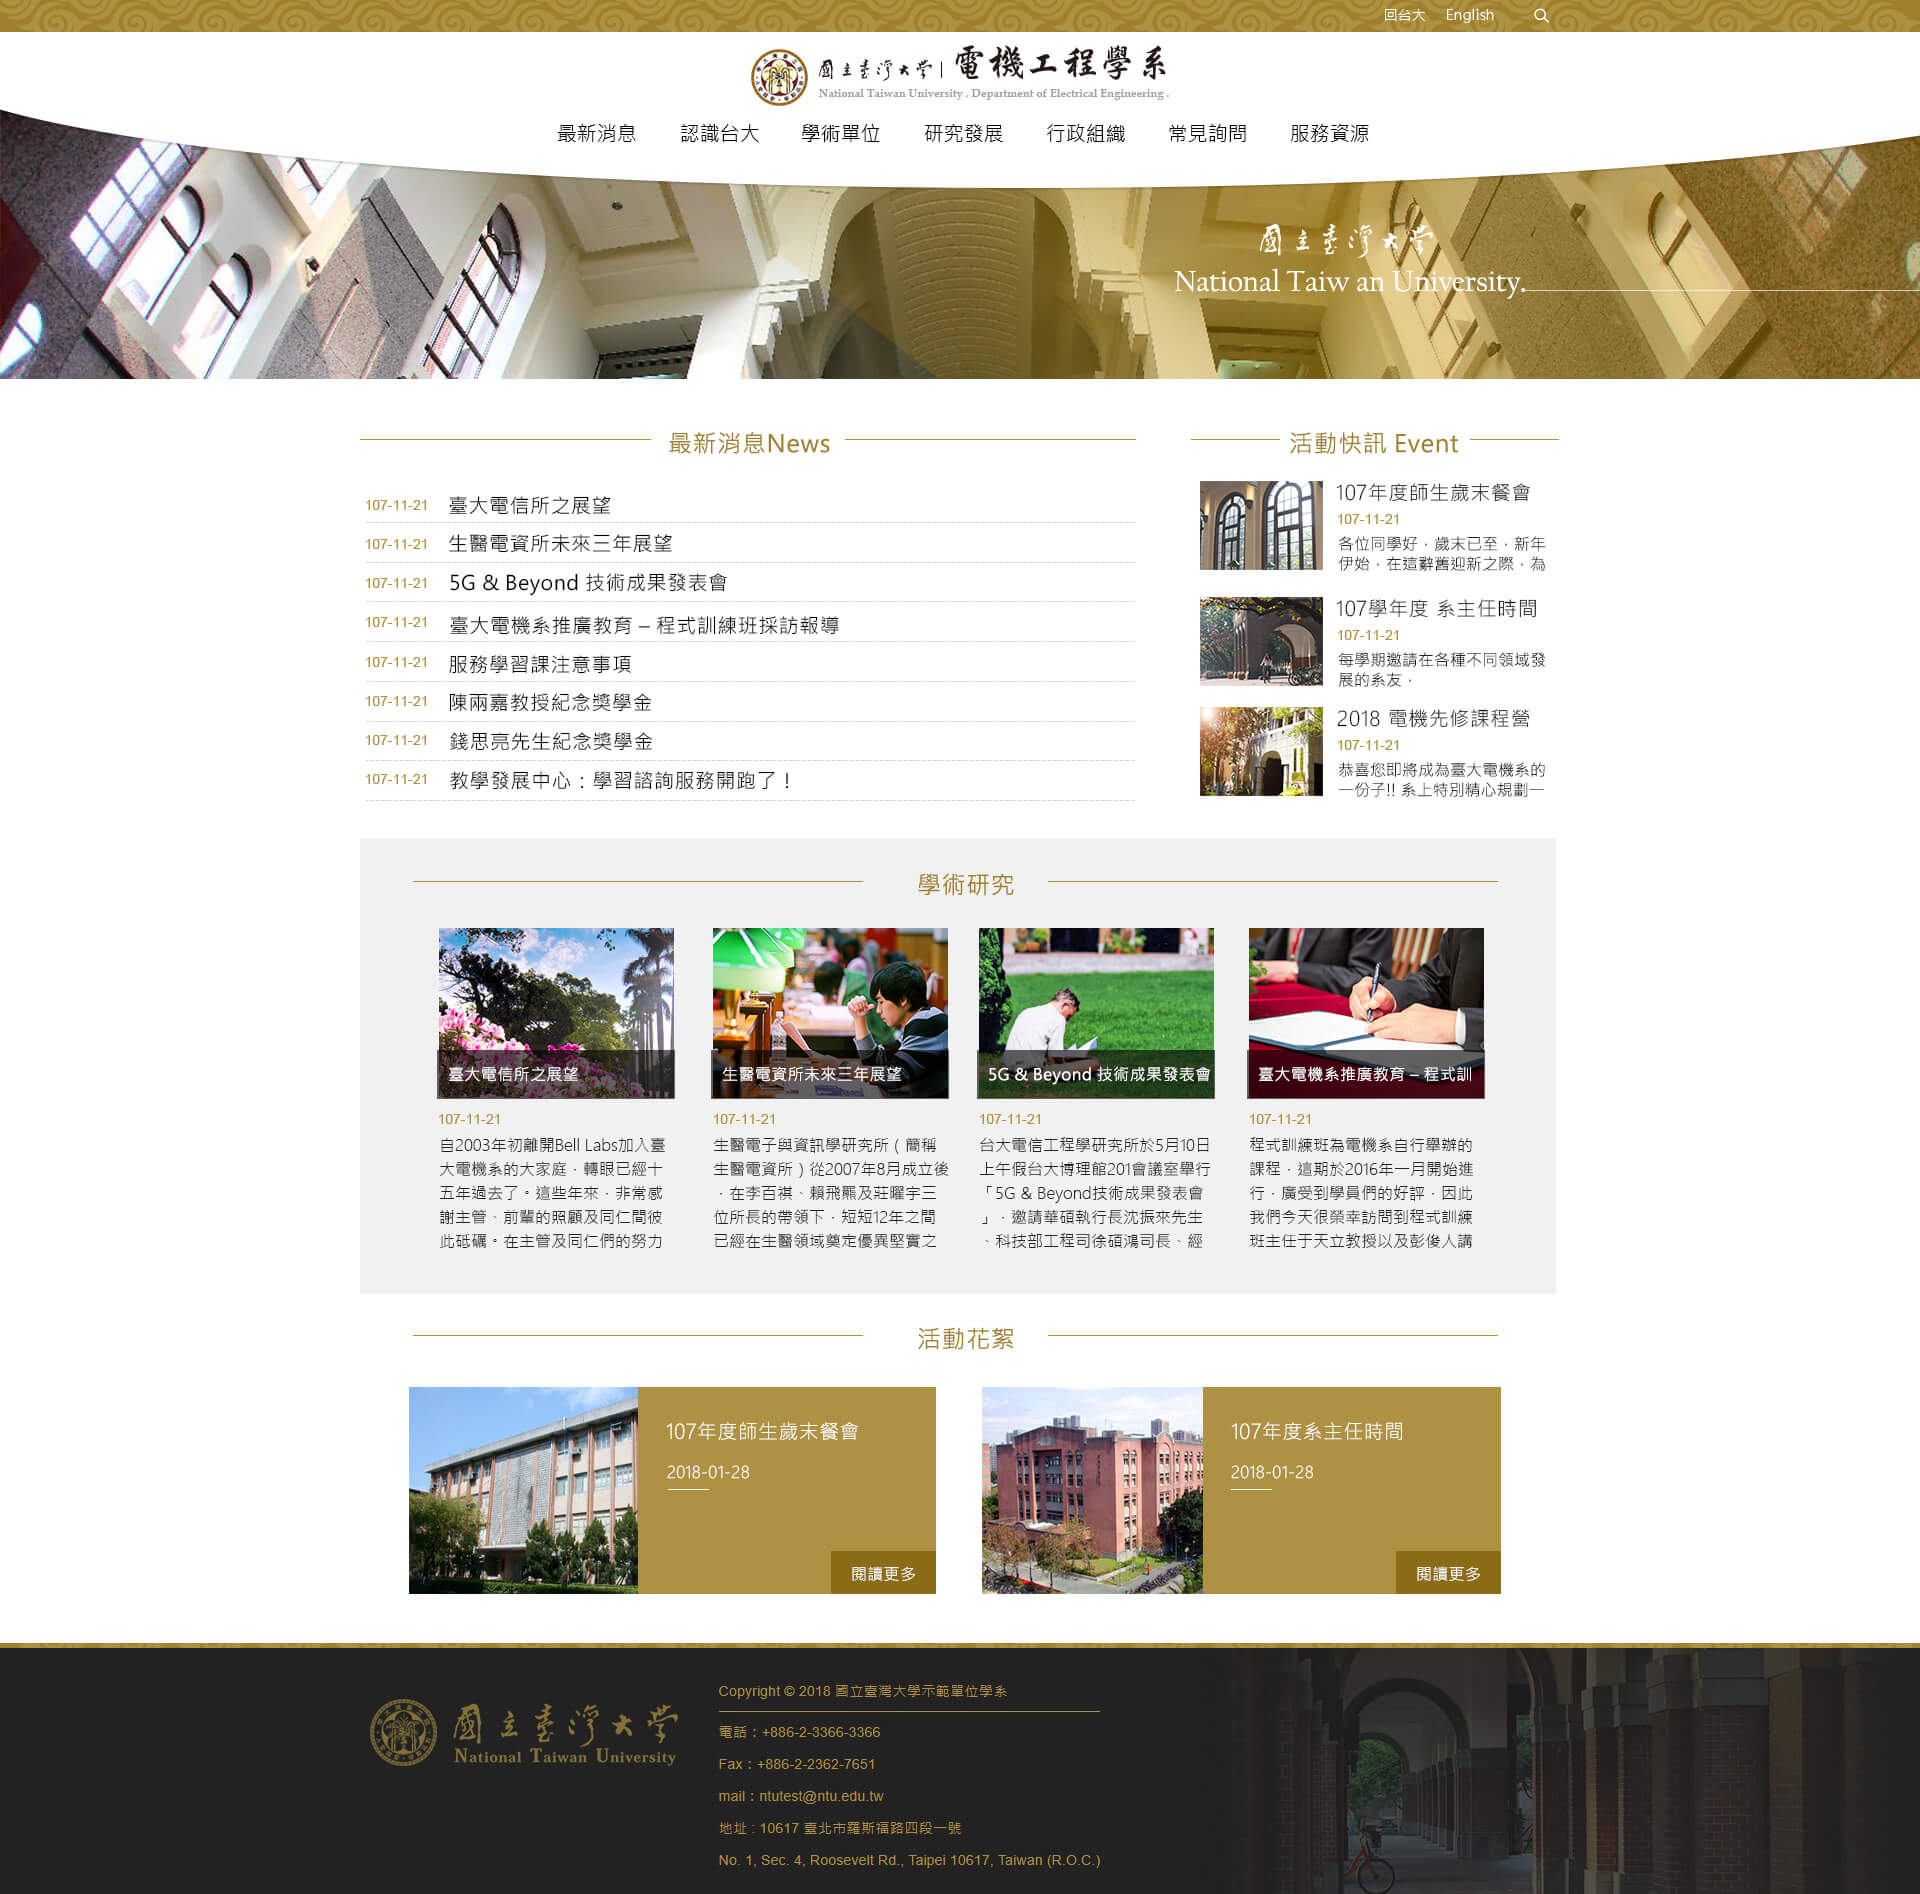 回台大 English
國立臺灣大學 | 電機工程學系
National Taiwan University , Department of Electrical Engineering .
最新消息 認識台大 學術單位 研究發展 行政組織 常見詢問 服務資源
國立臺灣大學
National Taiw an University.
最新消息News
107-11-21 臺大電信所之展望
107-11-21 生醫電資所未來三年展望
107-11-21 5G & Beyond 技術成果發表會
107-11-21 臺大電機系推廣教育 – 程式訓練班採訪報導
107-11-21 服務學習課注意事項
107-11-21 陳兩嘉教授紀念獎學金
107-11-21 錢思亮先生紀念獎學金
107-11-21 教學發展中心：學習諮詢服務開跑了！
活動快訊 Event
107年度師生歲末餐會
107-11-21
各位同學好，歲末已至，新年
伊始，在這辭舊迎新之際，為
107學年度 系主任時間
107-11-21
每學期邀請在各種不同領域發
展的系友，
2018 電機先修課程營
107-11-21
恭喜您即將成為臺大電機系的
一份子!! 系上特別精心規劃一
學術研究
臺大電信所之展望
107-11-21
自2003年初離開Bell Labs加入臺
大電機系的大家庭，轉眼已經十
五年過去了。這些年來，非常感
謝主管、前輩的照顧及同仁間彼
此砥礪。在主管及同仁們的努力
生醫電資所未來三年展望
107-11-21
生醫電子與資訊學研究所（簡稱
生醫電資所）從2007年8月成立後
，在李百祺、賴飛羆及莊曜宇三
位所長的帶領下，短短12年之間
已經在生醫領域奠定優異堅實之
5G & Beyond 技術成果發表會
107-11-21
台大電信工程學研究所於5月10日
上午假台大博理館201會議室舉行
「5G & Beyond技術成果發表會
」，邀請華碩執行長沈振來先生
、科技部工程司徐碩鴻司長、經
臺大電機系推廣教育 – 程式訓
107-11-21
程式訓練班為電機系自行舉辦的
課程，這期於2016年一月開始進
行，廣受到學員們的好評，因此
我們今天很榮幸訪問到程式訓練
班主任于天立教授以及彭俊人講
活動花絮
107年度師生歲末餐會
2018-01-28
閱讀更多
107年度系主任時間
2018-01-28
閱讀更多
國立臺灣大學
National Taiwan University
Copyright © 2018 國立臺灣大學示範單位學系
電話：+886-2-3366-3366
Fax：+886-2-2362-7651
mail：ntutest@ntu.edu.tw
地址 : 10617 臺北市羅斯福路四段一號
No. 1, Sec. 4, Roosevelt Rd., Taipei 10617, Taiwan (R.O.C.)